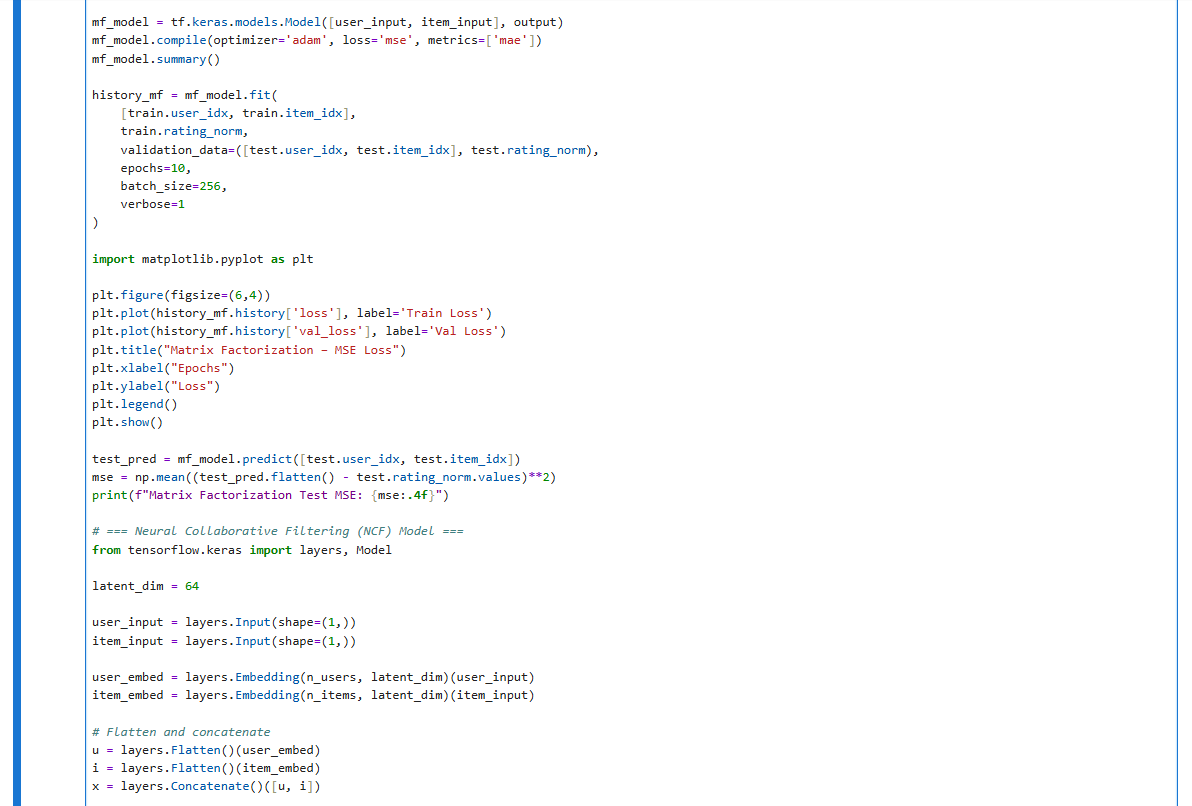 mf_model = tf.keras.models.Model([user_input, item_input], output)
mf_model.compile(optimizer='adam', loss='mse', metrics=['mae'])
mf_model.summary()

history_mf = mf_model.fit(
    [train.user_idx, train.item_idx],
    train.rating_norm,
    validation_data=([test.user_idx, test.item_idx], test.rating_norm),
    epochs=10,
    batch_size=256,
    verbose=1
)

import matplotlib.pyplot as plt

plt.figure(figsize=(6,4))
plt.plot(history_mf.history['loss'], label='Train Loss')
plt.plot(history_mf.history['val_loss'], label='Val Loss')
plt.title("Matrix Factorization – MSE Loss")
plt.xlabel("Epochs")
plt.ylabel("Loss")
plt.legend()
plt.show()

test_pred = mf_model.predict([test.user_idx, test.item_idx])
mse = np.mean((test_pred.flatten() - test.rating_norm.values)**2)
print(f"Matrix Factorization Test MSE: {mse:.4f}")

# === Neural Collaborative Filtering (NCF) Model ===
from tensorflow.keras import layers, Model

latent_dim = 64

user_input = layers.Input(shape=(1,))
item_input = layers.Input(shape=(1,))

user_embed = layers.Embedding(n_users, latent_dim)(user_input)
item_embed = layers.Embedding(n_items, latent_dim)(item_input)

# Flatten and concatenate
u = layers.Flatten()(user_embed)
i = layers.Flatten()(item_embed)
x = layers.Concatenate()([u, i])